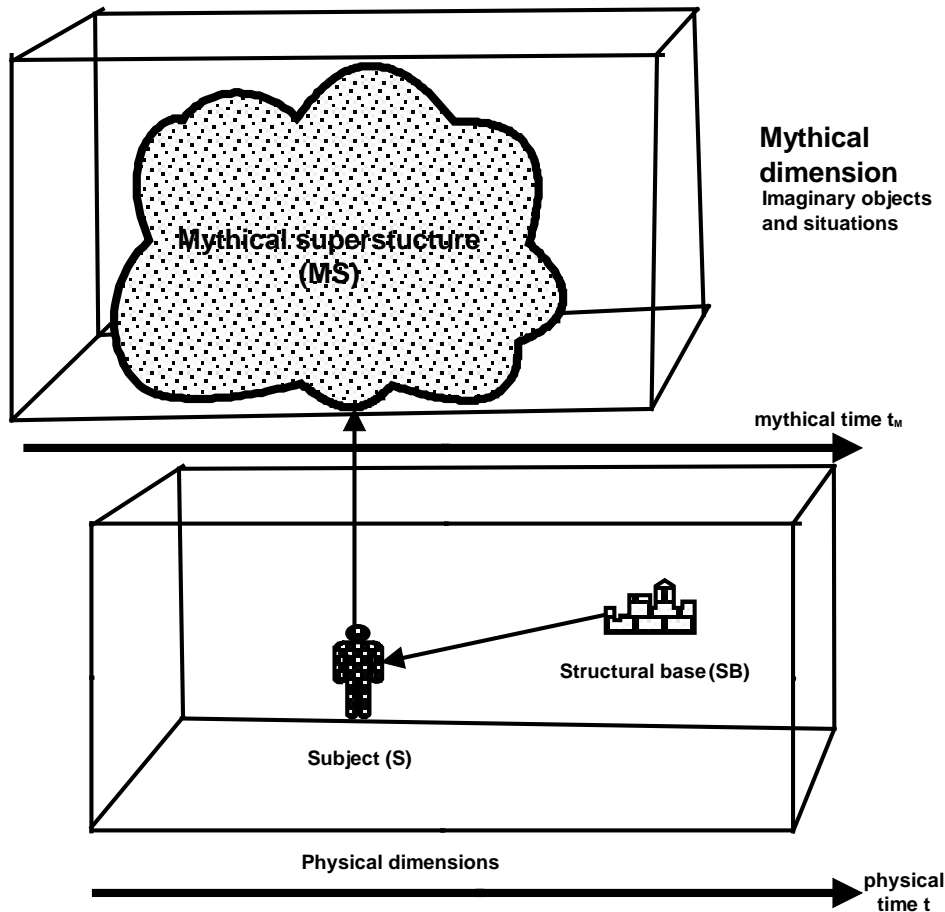 Mythical
dimension
Imaginary objects
and situations
Mythical superstucture
(MS)
mythical time tM
Structural base (SB)
Subject (S)
Physical dimensions
physical
time t